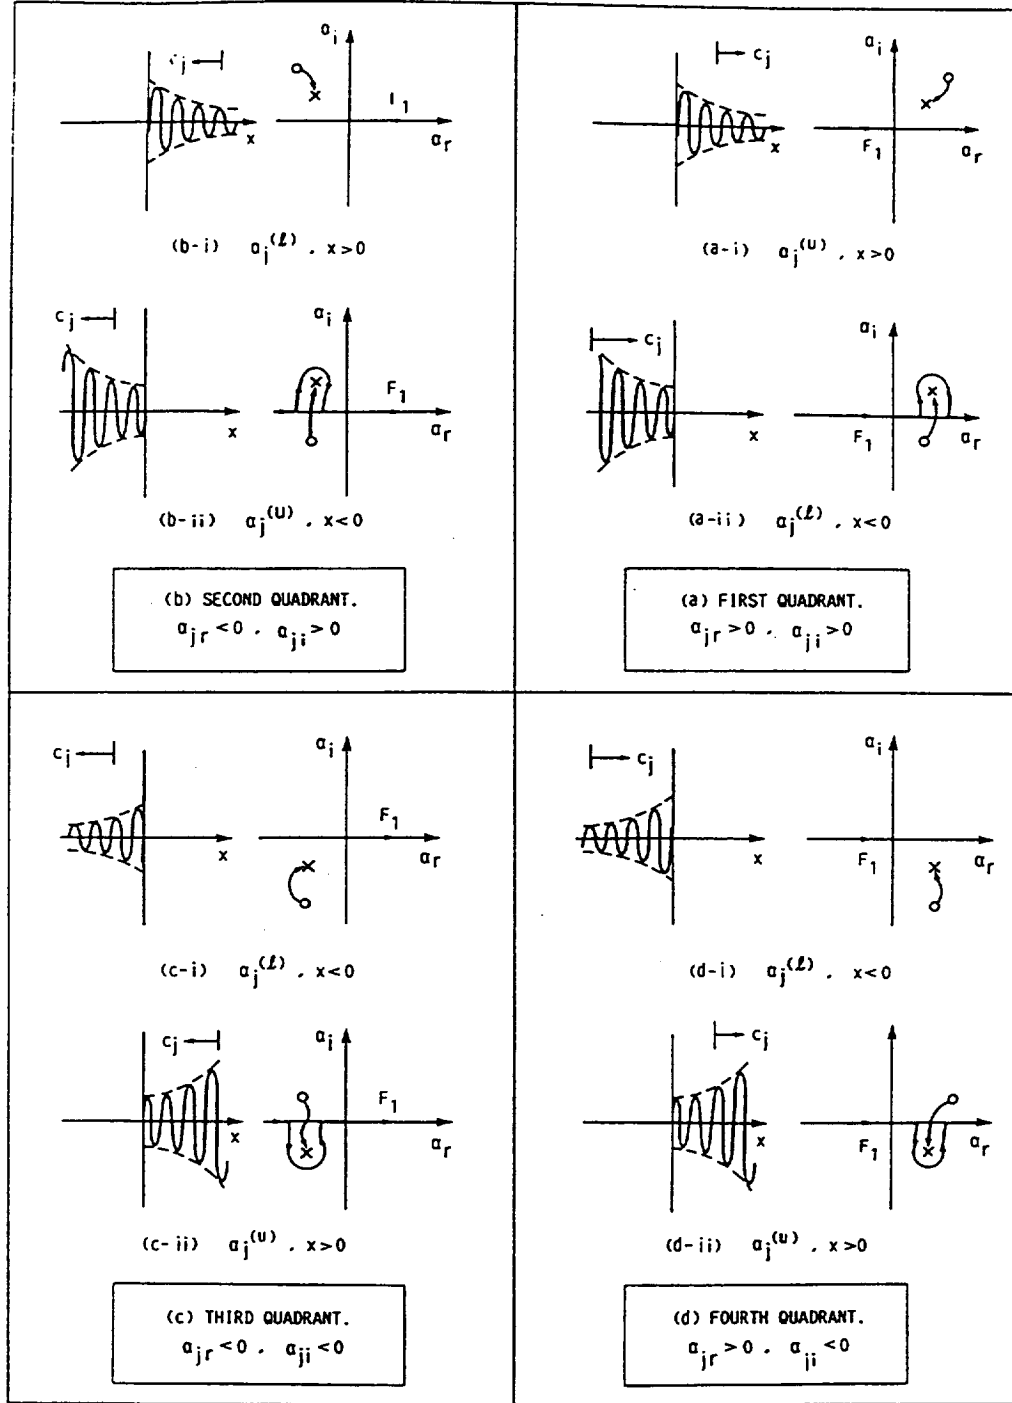 c_j
α_i
I_1
x
α_r
(b-i) α_j^(ℓ) . x>0
c_j
α_i
F_1
x
α_r
(b-ii) α_j^(U) . x<0
(b) SECOND QUADRANT.
α_jr<0 . α_ji>0
α_i
c_j
F_1
x
α_r
(a-i) α_j^(U) . x>0
α_i
c_j
x
F_1
α_r
(a-ii) α_j^(ℓ) . x<0
(a) FIRST QUADRANT.
α_jr>0 . α_ji>0
c_j
α_i
F_1
x
α_r
(c-i) α_j^(ℓ) . x<0
c_j
α_i
F_1
x
α_r
(c-ii) α_j^(U) . x>0
(c) THIRD QUADRANT.
α_jr<0 . α_ji<0
c_j
α_i
x
F_1
α_r
(d-i) α_j^(ℓ) . x<0
c_j
x
F_1
α_r
(d-ii) α_j^(U) . x>0
(d) FOURTH QUADRANT.
α_jr>0 . α_ji<0